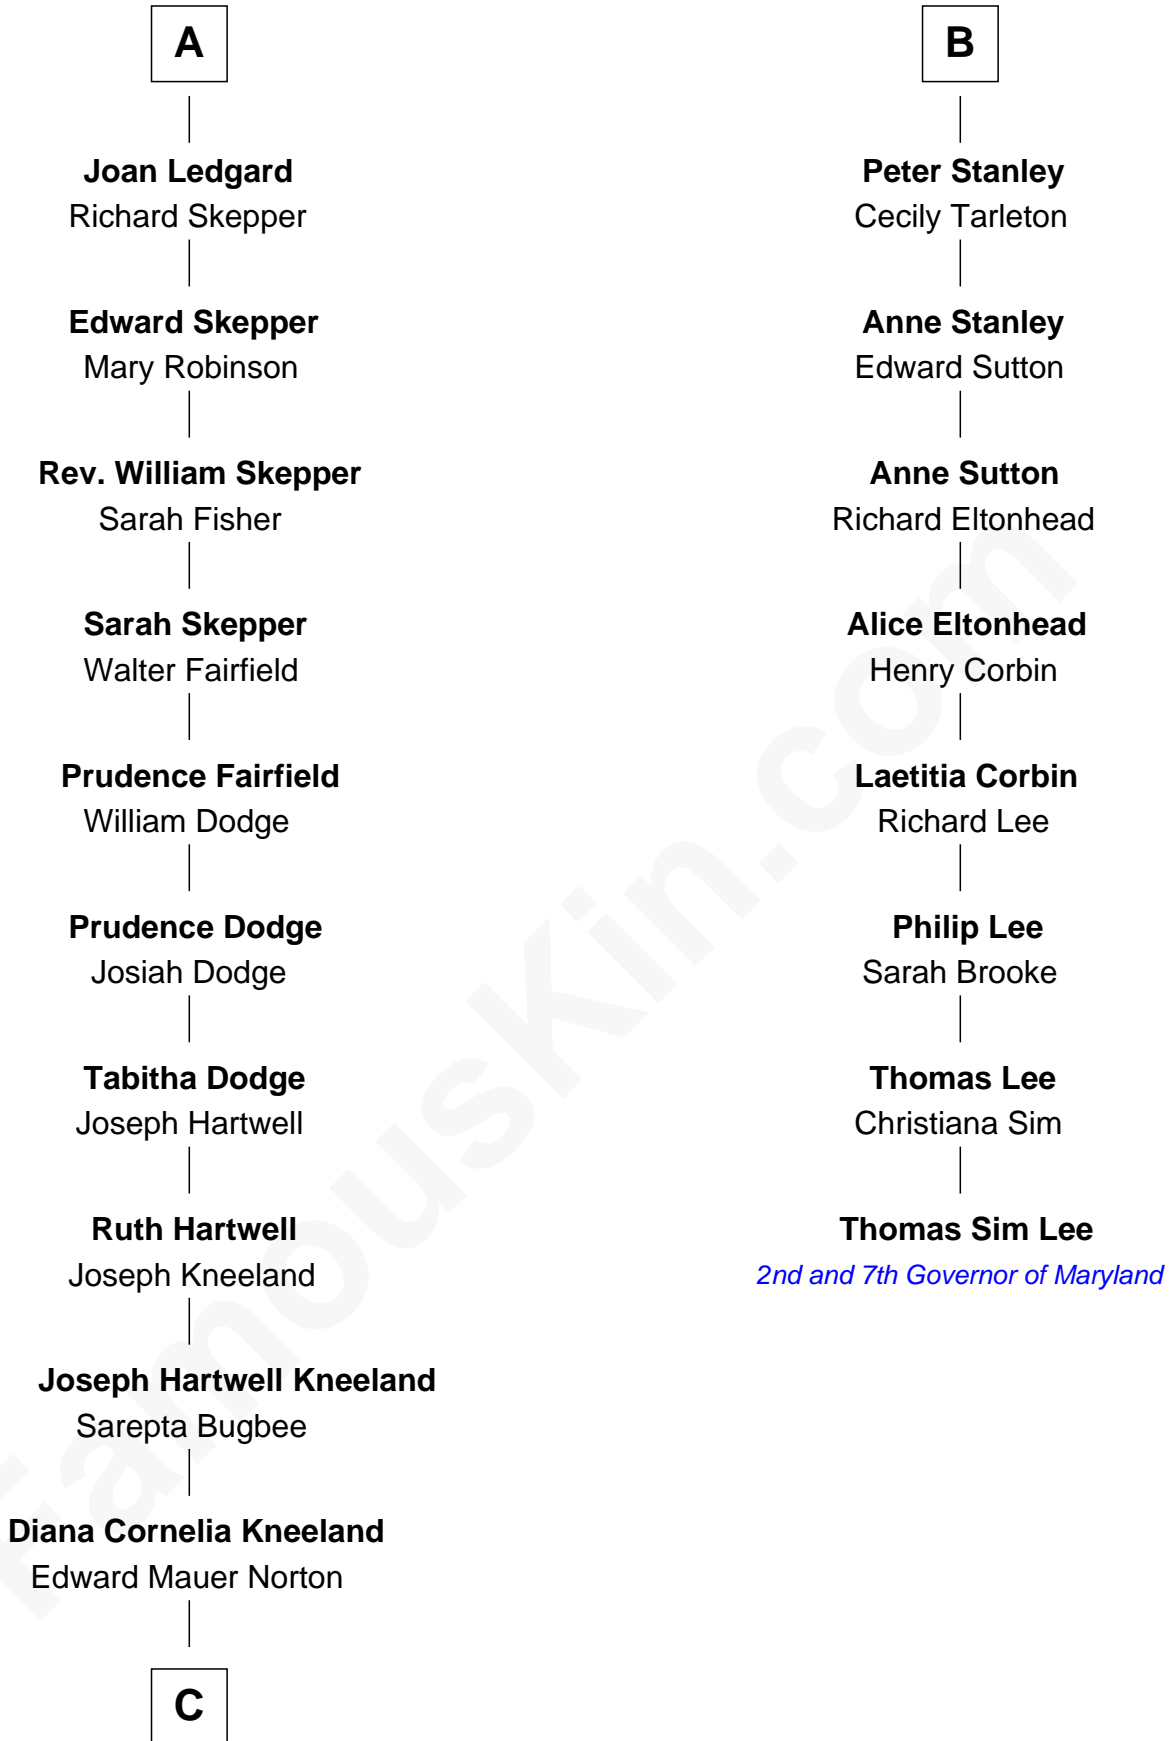 A
Joan Ledgard
Richard Skepper
Edward Skepper
Mary Robinson
Rev. William Skepper
Sarah Fisher
Sarah Skepper
Walter Fairfield
Prudence Fairfield
William Dodge
Prudence Dodge
Josiah Dodge
Tabitha Dodge
Joseph Hartwell
Ruth Hartwell
Joseph Kneeland
Joseph Hartwell Kneeland
Sarepta Bugbee
Diana Cornelia Kneeland
Edward Mauer Norton
C
B
Peter Stanley
Cecily Tarleton
Anne Stanley
Edward Sutton
Anne Sutton
Richard Eltonhead
Alice Eltonhead
Henry Corbin
Laetitia Corbin
Richard Lee
Philip Lee
Sarah Brooke
Thomas Lee
Christiana Sim
Thomas Sim Lee
2nd and 7th Governor of Maryland
FamousKin.com